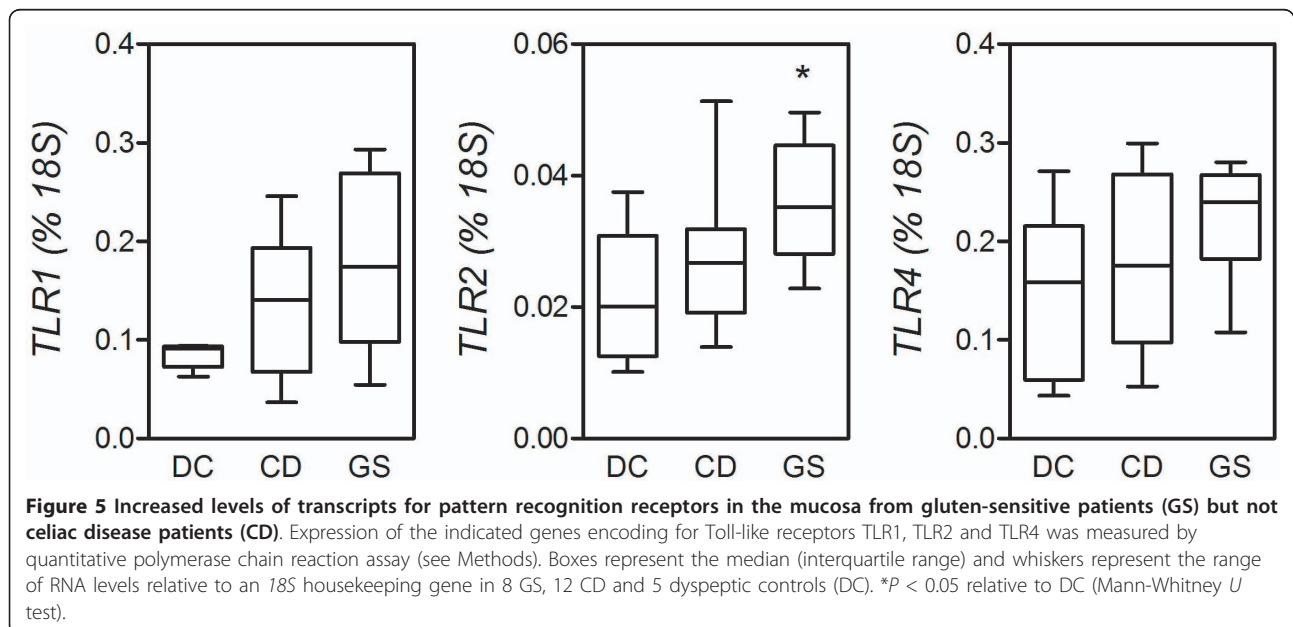 0.4
0.3
0.2
0.1
0.0
TLR1 (% 18S)
DC CD GS
0.06
0.04
0.02
0.00
TLR2 (% 18S)
*
DC CD GS
0.4
0.3
0.2
0.1
0.0
TLR4 (% 18S)
DC CD GS
Figure 5 Increased levels of transcripts for pattern recognition receptors in the mucosa from gluten-sensitive patients (GS) but not
celiac disease patients (CD). Expression of the indicated genes encoding for Toll-like receptors TLR1, TLR2 and TLR4 was measured by
quantitative polymerase chain reaction assay (see Methods). Boxes represent the median (interquartile range) and whiskers represent the range
of RNA levels relative to an 18S housekeeping gene in 8 GS, 12 CD and 5 dyspeptic controls (DC). *P < 0.05 relative to DC (Mann-Whitney U
test).